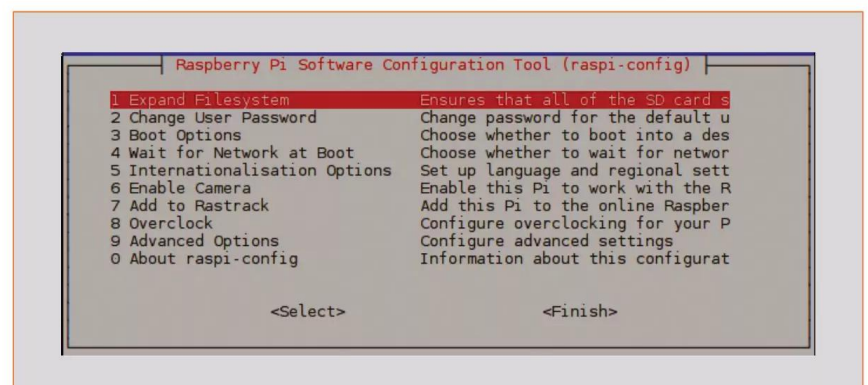 Raspberry Pi Software Configuration Tool (raspi-config)
1 Expand Filesystem Ensures that all of the SD card s
2 Change User Password Change password for the default u
3 Boot Options Choose whether to boot into a des
4 Wait for Network at Boot Choose whether to wait for networ
5 Internationalisation Options Set up language and regional sett
6 Enable Camera Enable this Pi to work with the R
7 Add to Rastrack Add this Pi to the online Raspber
8 Overclock Configure overclocking for your P
9 Advanced Options Configure advanced settings
0 About raspi-config Information about this configurat
<Select> <Finish>